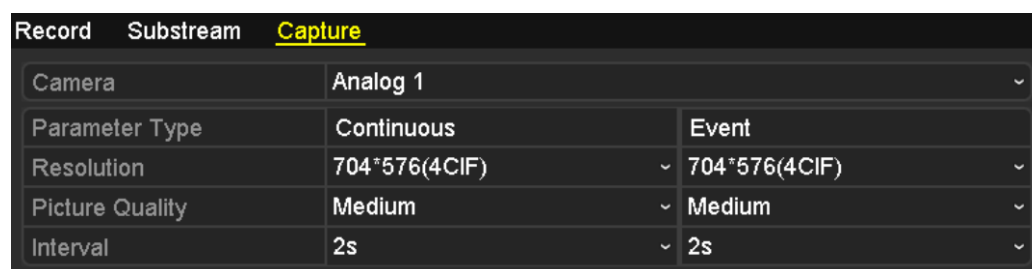 Record Substream Capture
Camera Analog 1
Parameter Type Continuous Event
Resolution 704*576(4CIF) 704*576(4CIF)
Picture Quality Medium Medium
Interval 2s 2s